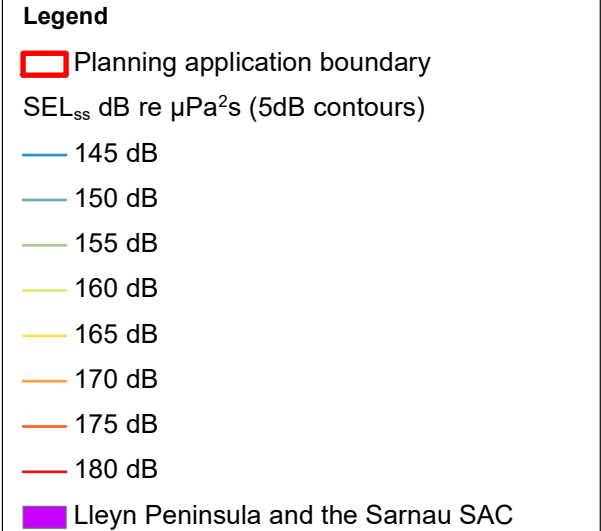 Legend
Planning application boundary
SELss dB re μPa²s (5dB contours)
145 dB
150 dB
155 dB
160 dB
165 dB
170 dB
175 dB
180 dB
Lleyn Peninsula and the Sarnau SAC